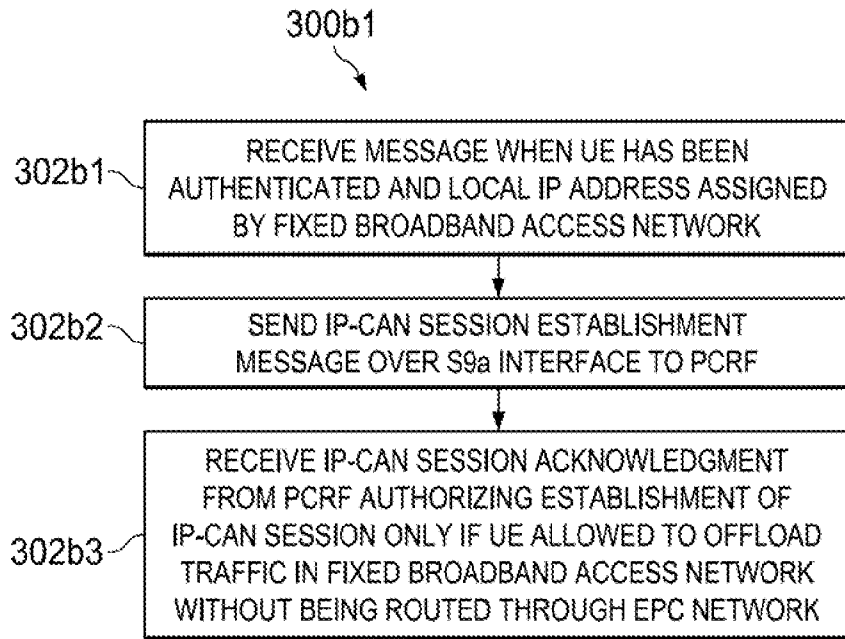 300b1
302b1
RECEIVE MESSAGE WHEN UE HAS BEEN
AUTHENTICATED AND LOCAL IP ADDRESS ASSIGNED
BY FIXED BROADBAND ACCESS NETWORK
302b2
SEND IP-CAN SESSION ESTABLISHMENT
MESSAGE OVER S9a INTERFACE TO PCRF
302b3
RECEIVE IP-CAN SESSION ACKNOWLEDGMENT
FROM PCRF AUTHORIZING ESTABLISHMENT OF
IP-CAN SESSION ONLY IF UE ALLOWED TO OFFLOAD
TRAFFIC IN FIXED BROADBAND ACCESS NETWORK
WITHOUT BEING ROUTED THROUGH EPC NETWORK